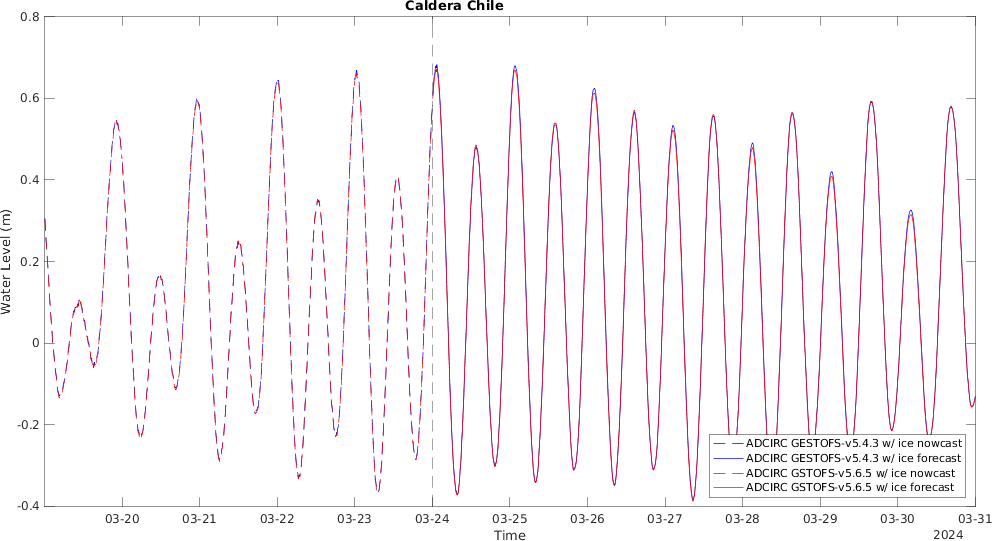 Caldera Chile
0.8
0.6
0.4
0.2
0
-0.2
-0.4
Water Level (m)
ADCIRC GESTOFS-v5.4.3 w/ ice nowcast
ADCIRC GESTOFS-v5.4.3 w/ ice forecast
ADCIRC GSTOFS-v5.6.5 w/ ice nowcast
ADCIRC GSTOFS-v5.6.5 w/ ice forecast
03-20 03-21 03-22 03-23 03-24 03-25 03-26 03-27 03-28 03-29 03-30 03-31
Time
2024